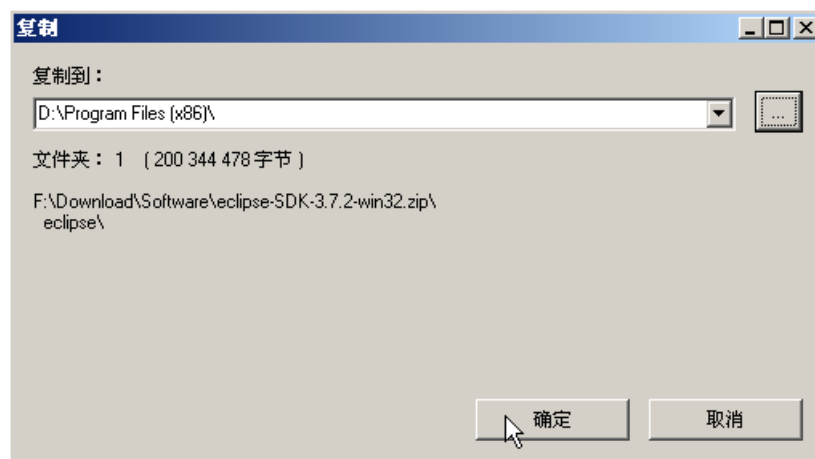 复制
复制到：
D:\Program Files (x86)\
...
文件夹： 1 ( 200 344 478 字节 )
F:\Download\Software\eclipse-SDK-3.7.2-win32.zip\
eclipse\
确定
取消